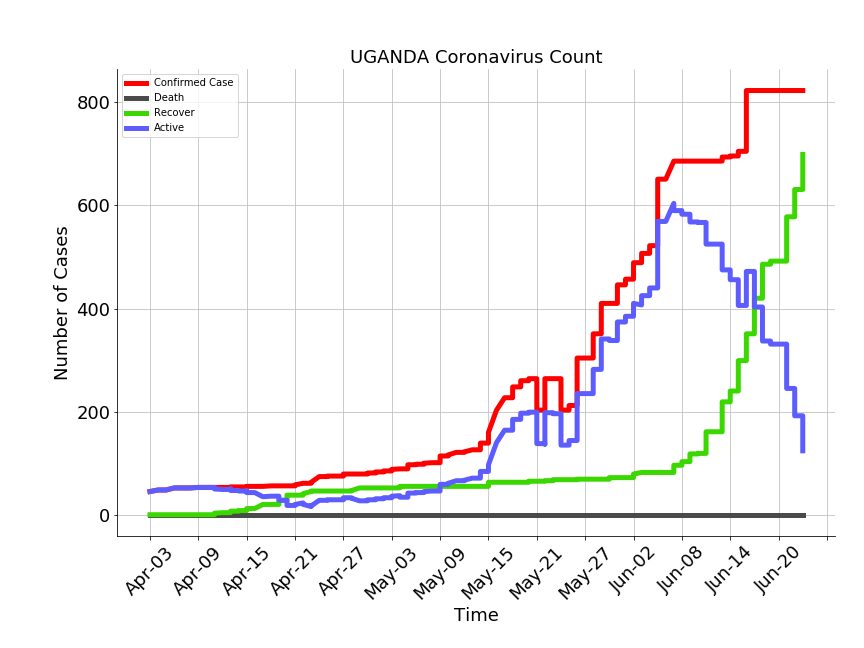 UGANDA Coronavirus Count
Confirmed Case
Death
Recover
Active
800
600
400
200
0
Number of Cases
Apr-03
Apr-09
Apr-15
Apr-21
Apr-27
May-03
May-09
May-15
May-21
May-27
Jun-02
Jun-08
Jun-14
Jun-20
Time